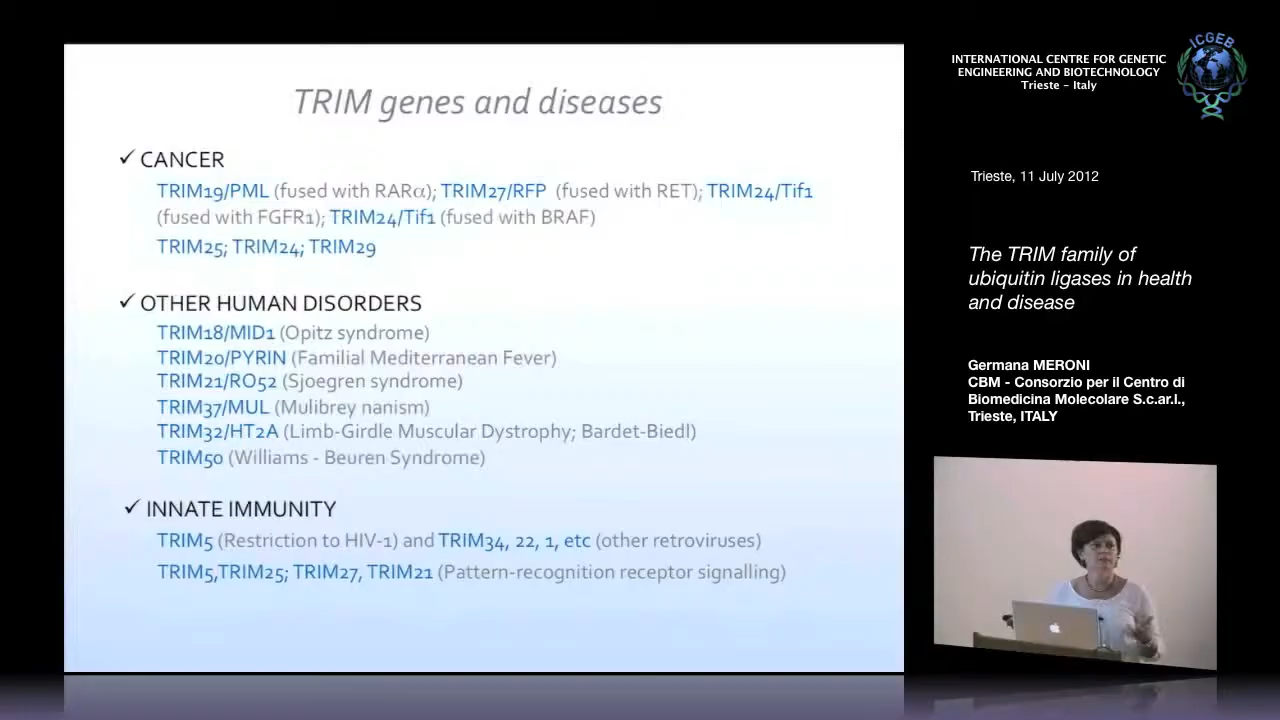 TRIM genes and diseases
✓ CANCER
TRIM19/PML (fused with RARα); TRIM27/RFP (fused with RET); TRIM24/Tif1
(fused with FGFR1); TRIM24/Tif1 (fused with BRAF)
TRIM25; TRIM24; TRIM29
✓ OTHER HUMAN DISORDERS
TRIM18/MID1 (Opitz syndrome)
TRIM20/PYRIN (Familial Mediterranean Fever)
TRIM21/RO52 (Sjoegren syndrome)
TRIM37/MUL (Mulibrey nanism)
TRIM32/HT2A (Limb-Girdle Muscular Dystrophy; Bardet-Biedl)
TRIM50 (Williams - Beuren Syndrome)
✓ INNATE IMMUNITY
TRIM5 (Restriction to HIV-1) and TRIM34, 22, 1, etc (other retroviruses)
TRIM5,TRIM25; TRIM27, TRIM21 (Pattern-recognition receptor signalling)
INTERNATIONAL CENTRE FOR GENETIC
ENGINEERING AND BIOTECHNOLOGY
Trieste - Italy
ICGEB
Trieste, 11 July 2012
The TRIM family of
ubiquitin ligases in health
and disease
Germana MERONI
CBM - Consorzio per il Centro di
Biomedicina Molecolare S.c.ar.l.,
Trieste, ITALY